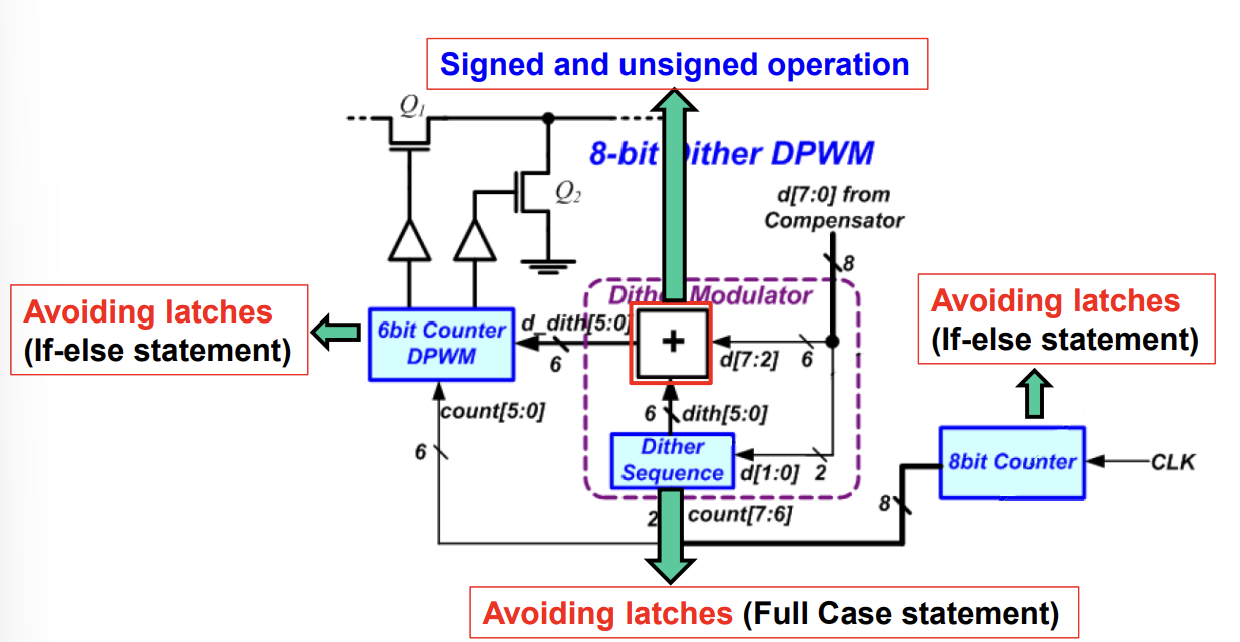 Signed and unsigned operation
Q1
8-bit Dither DPWM
Q2
d[7:0] from
Compensator
8
Avoiding latches
(If-else statement)
6bit Counter
DPWM
d_dith[5:0]
6
Dither Modulator
+
d[7:2] 6
Avoiding latches
(If-else statement)
count[5:0]
6
6 dith[5:0]
Dither
Sequence
d[1:0] 2
8bit Counter
CLK
2
count[7:6]
8
Avoiding latches (Full Case statement)